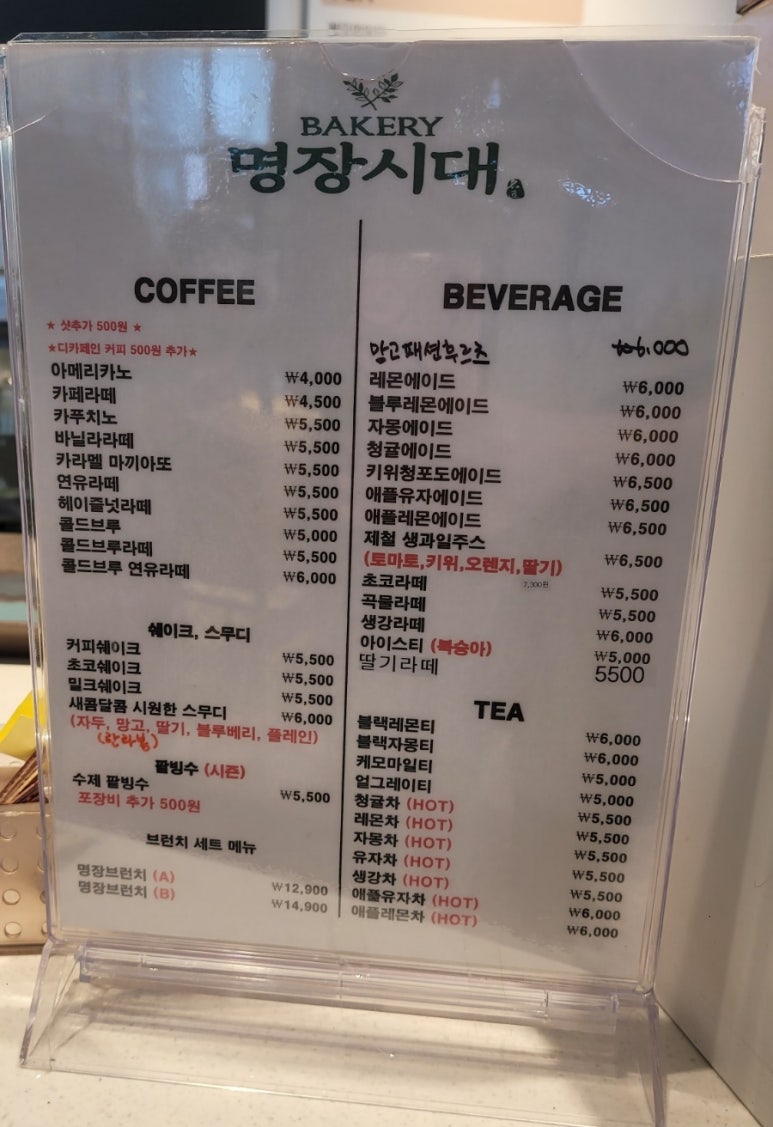 BAKERY
명장시대
COFFEE
★ 샷추가 500원 ★
★디카페인 커피 500원 추가★
아메리카노 ₩4,000
카페라떼 ₩4,500
카푸치노 ₩5,500
바닐라라떼 ₩5,500
카라멜 마끼아또 ₩5,500
연유라떼 ₩5,500
헤이즐넛라떼 ₩5,500
콜드브루 ₩5,000
콜드브루라떼 ₩5,500
콜드브루 연유라떼 ₩6,000
쉐이크, 스무디
커피쉐이크 ₩5,500
초코쉐이크 ₩5,500
밀크쉐이크 ₩5,500
새콤달콤 시원한 스무디 ₩6,000
(자두, 망고, 딸기, 블루베리, 플레인)
(한라봉)
팥빙수 (시즌)
수제 팥빙수 ₩5,500
포장비 추가 500원
브런치 세트 메뉴
명장브런치 (A) ₩12,900
명장브런치 (B) ₩14,900
BEVERAGE
망고패션후르츠 ₩6,000
레몬에이드 ₩6,000
블루레몬에이드 ₩6,000
자몽에이드 ₩6,000
청귤에이드 ₩6,000
키위청포도에이드 ₩6,500
애플유자에이드 ₩6,500
애플레몬에이드 ₩6,500
제철 생과일주스
(토마토,키위,오렌지,딸기) ₩6,500
7,300원
초코라떼 ₩5,500
곡물라떼 ₩5,500
생강라떼 ₩6,000
아이스티 (복숭아) ₩5,000
딸기라떼 5500
TEA
블랙레몬티 ₩6,000
블랙자몽티 ₩6,000
케모마일티 ₩5,000
얼그레이티 ₩5,000
청귤차 (HOT) ₩5,500
레몬차 (HOT) ₩5,500
자몽차 (HOT) ₩5,500
유자차 (HOT) ₩5,500
생강차 (HOT) ₩5,500
애플유자차 (HOT) ₩6,000
애플레몬차 (HOT) ₩6,000